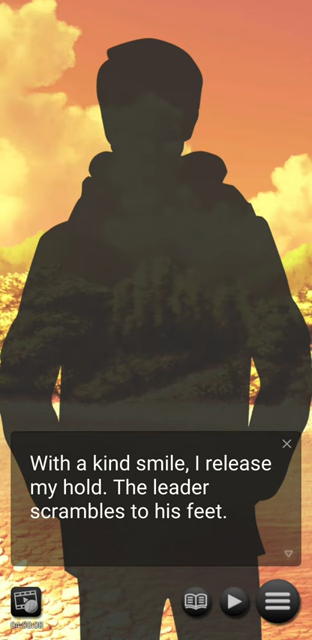 With a kind smile, I release
my hold. The leader
scrambles to his feet.